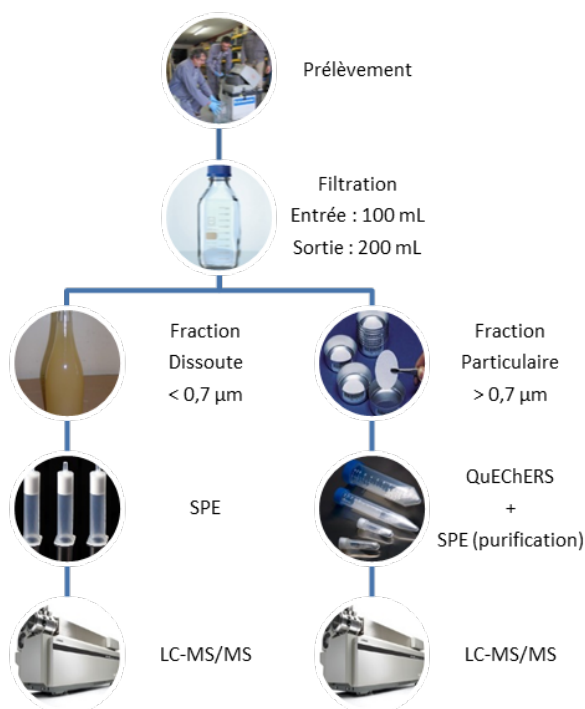 Prélèvement
Filtration
Entrée : 100 mL
Sortie : 200 mL
Fraction
Dissoute
< 0,7 µm
Fraction
Particulaire
> 0,7 µm
SPE
QuEChERS
+
SPE (purification)
LC-MS/MS
LC-MS/MS